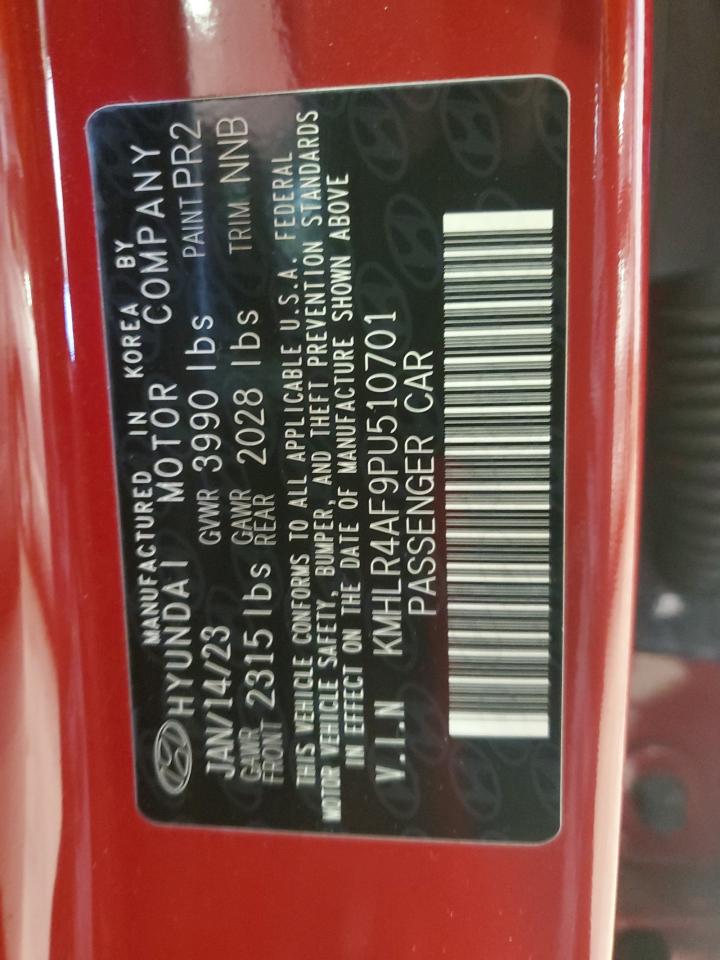 MANUFACTURED IN KOREA BY
HYUNDAI MOTOR COMPANY
JAN/14/23 GVWR 3990 lbs PAINT PR2
GAWR FRONT 2315 lbs GAWR REAR 2028 lbs TRIM NNB
THIS VEHICLE CONFORMS TO ALL APPLICABLE U.S.A. FEDERAL
MOTOR VEHICLE SAFETY, BUMPER, AND THEFT PREVENTION STANDARDS
IN EFFECT ON THE DATE OF MANUFACTURE SHOWN ABOVE
V.I.N KMHLR4AF9PU510701
PASSENGER CAR